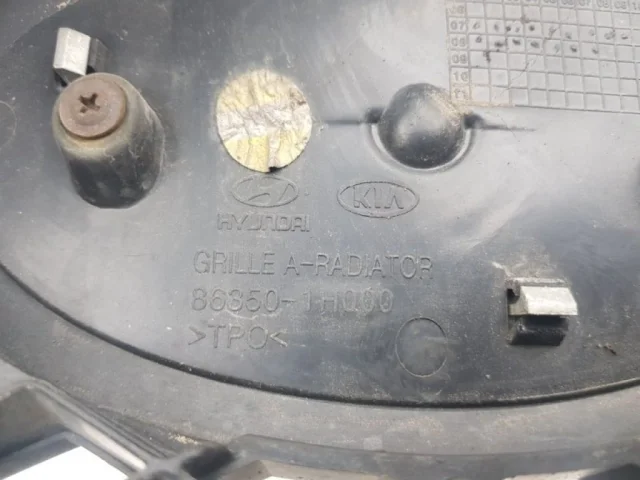 HYUNDAI
KIA
GRILLE A-RADIATOR
86350-1H000
>TPO<